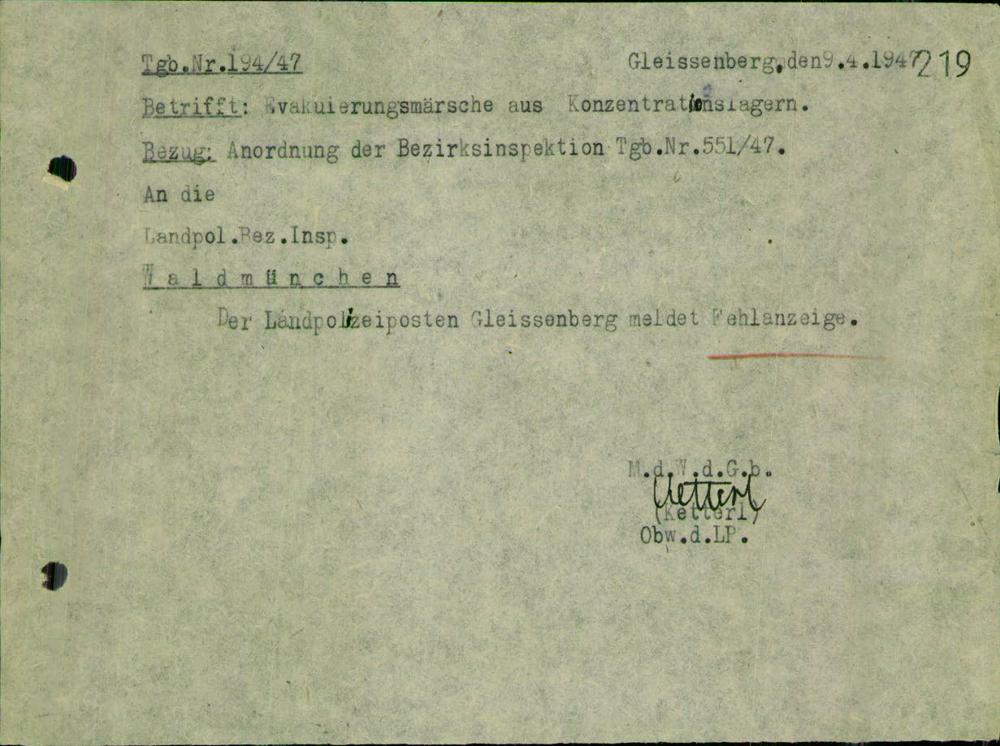 Tgb.Nr.194/47 Gleissenberg,den9.4.1947 219
Betrifft: Evakuierungsmärsche aus Konzentrationslagern.
Bezug: Anordnung der Bezirksinspektion Tgb.Nr.551/47.
An die
Landpol.Bez.Insp.
W a l d m ü n c h e n
Der Landpolizeiposten Gleissenberg meldet Fehlanzeige.
M.d.W.d.G.b.
Ketterl
(Ketterl)
Obw.d.LP.